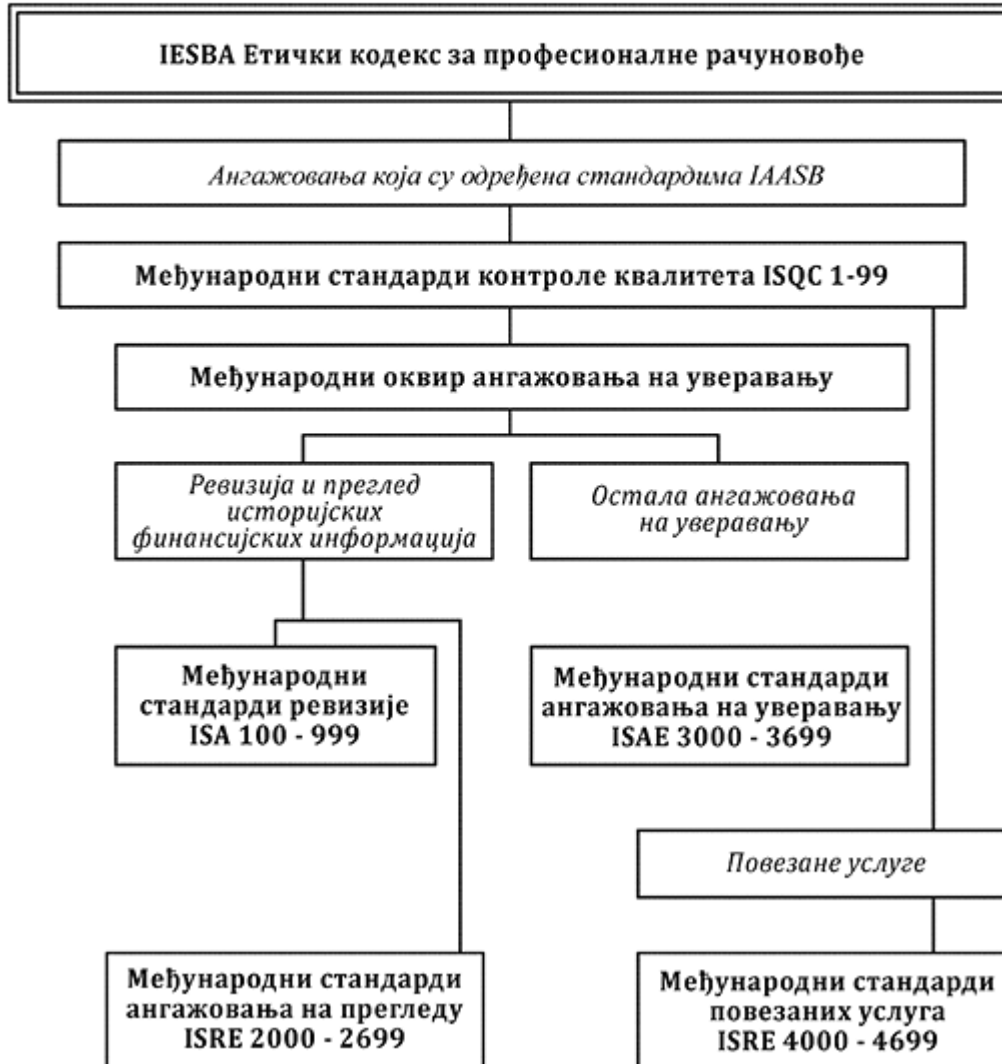 IESBA Етички кодекс за професионалне рачуновође
Ангажовања која су одређена стандардима IAASB
Међународни стандарди контроле квалитета ISQC 1-99
Међународни оквир ангажовања на уверавању
Ревизија и преглед
историјских
финансијских информација
Остала ангажовања
на уверавању
Међународни
стандарди ревизије
ISA 100 - 999
Међународни стандарди
ангажовања на уверавању
ISAE 3000 - 3699
Повезане услуге
Међународни стандарди
ангажовања на прегледу
ISRE 2000 - 2699
Међународни стандарди
повезаних услуга
ISRE 4000 - 4699